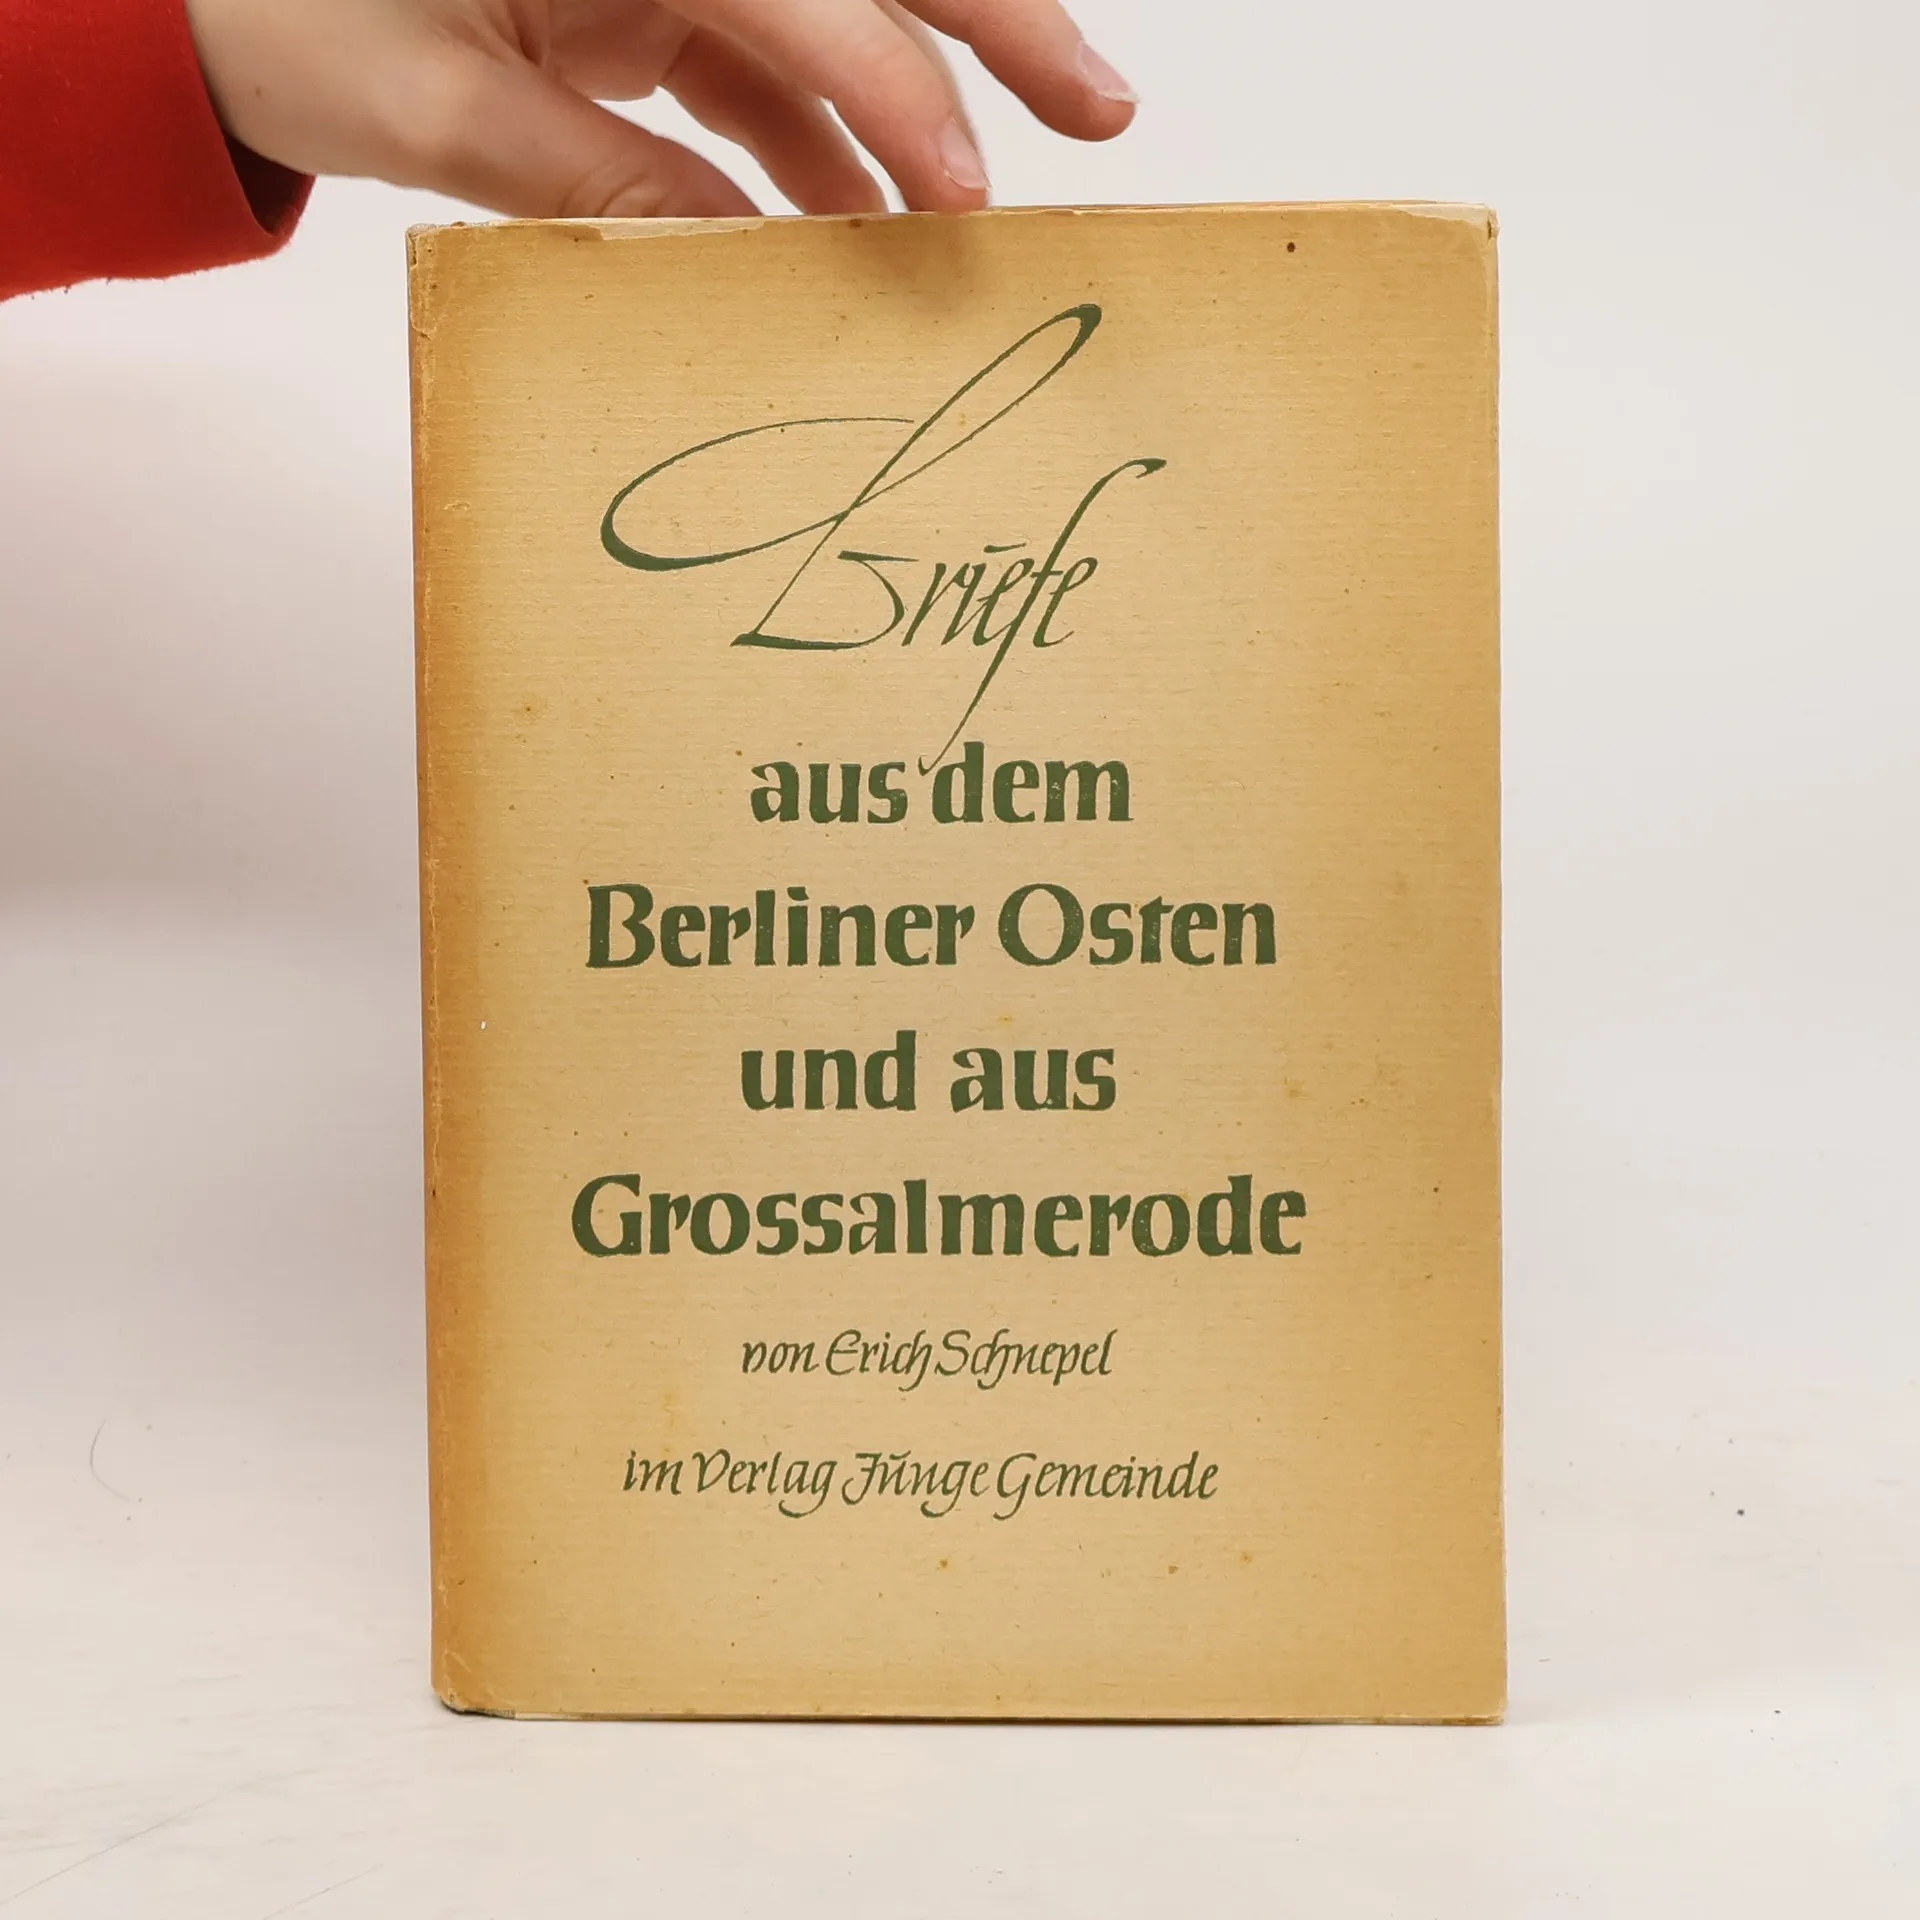 Briefe
aus dem
Berliner Osten
und aus
Grossalmerode
von Erich Schnepel
im Verlag Junge Gemeinde